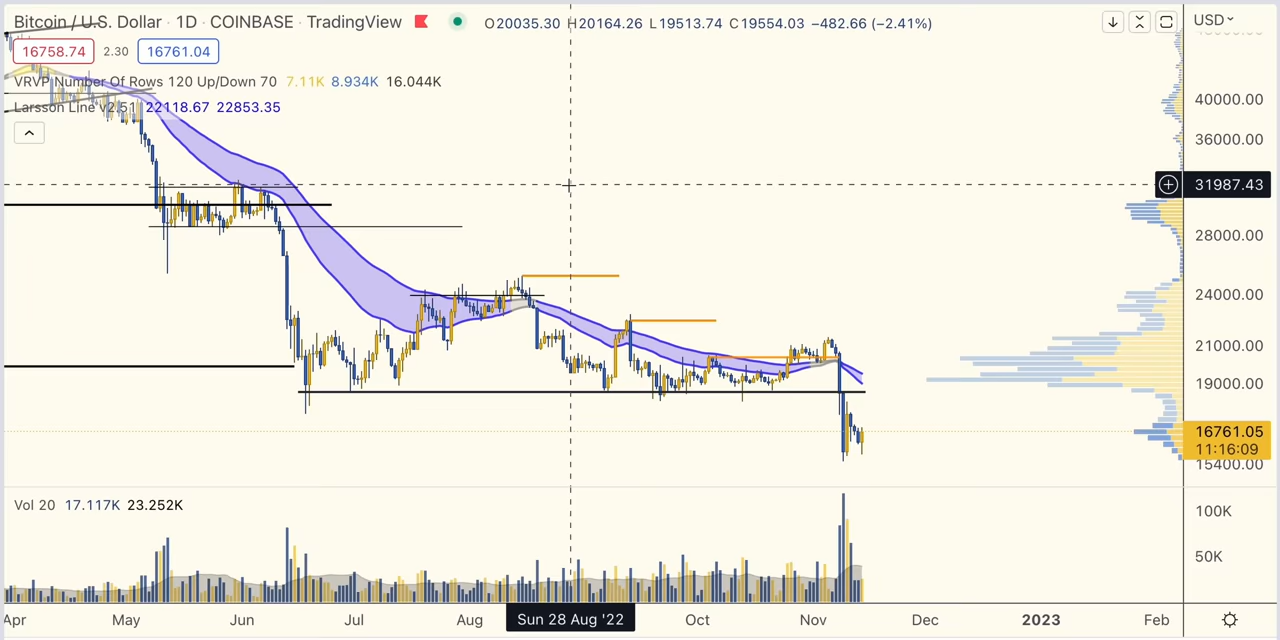 Bitcoin / U.S. Dollar · 1D · COINBASE · TradingView O20035.30 H20164.26 L19513.74 C19554.03 −482.66 (−2.41%)
USD
16758.74 2.30 16761.04
VRVP Number Of Rows 120 Up/Down 70 7.11K 8.934K 16.044K
Larsson Line v2.51 22118.67 22853.35
40000.00
36000.00
31987.43
28000.00
24000.00
21000.00
19000.00
16761.05
11:16:09
15400.00
Vol 20 17.117K 23.252K
100K
50K
Apr May Jun Jul Aug Sun 28 Aug '22 Oct Nov Dec 2023 Feb